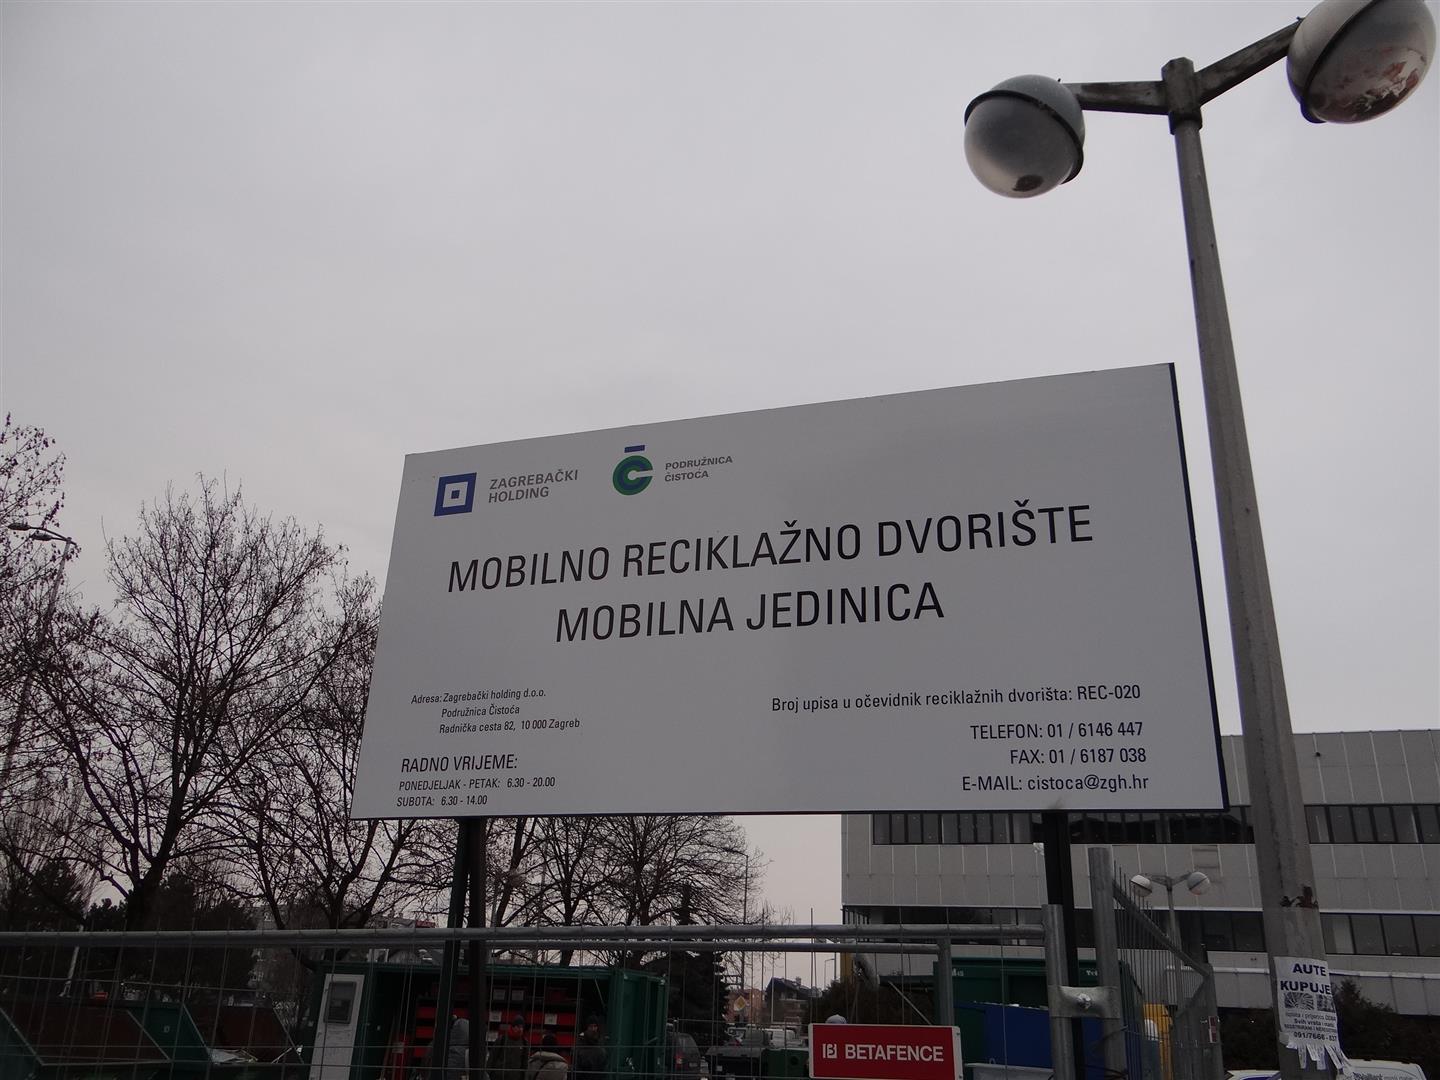 ZAGREBAČKI
HOLDING
PODRUŽNICA
ČISTOĆA
MOBILNO RECIKLAŽNO DVORIŠTE
MOBILNA JEDINICA
Adresa: Zagrebački holding d.o.o.
Podružnica Čistoća
Radnička cesta 82, 10 000 Zagreb
RADNO VRIJEME:
PONEDJELJAK - PETAK: 6.30 - 20.00
SUBOTA: 6.30 - 14.00
Broj upisa u očevidnik reciklažnih dvorišta: REC-020
TELEFON: 01 / 6146 447
FAX: 01 / 6187 038
E-MAIL: cistoca@zgh.hr
BETAFENCE
AUTE
KUPUJEM